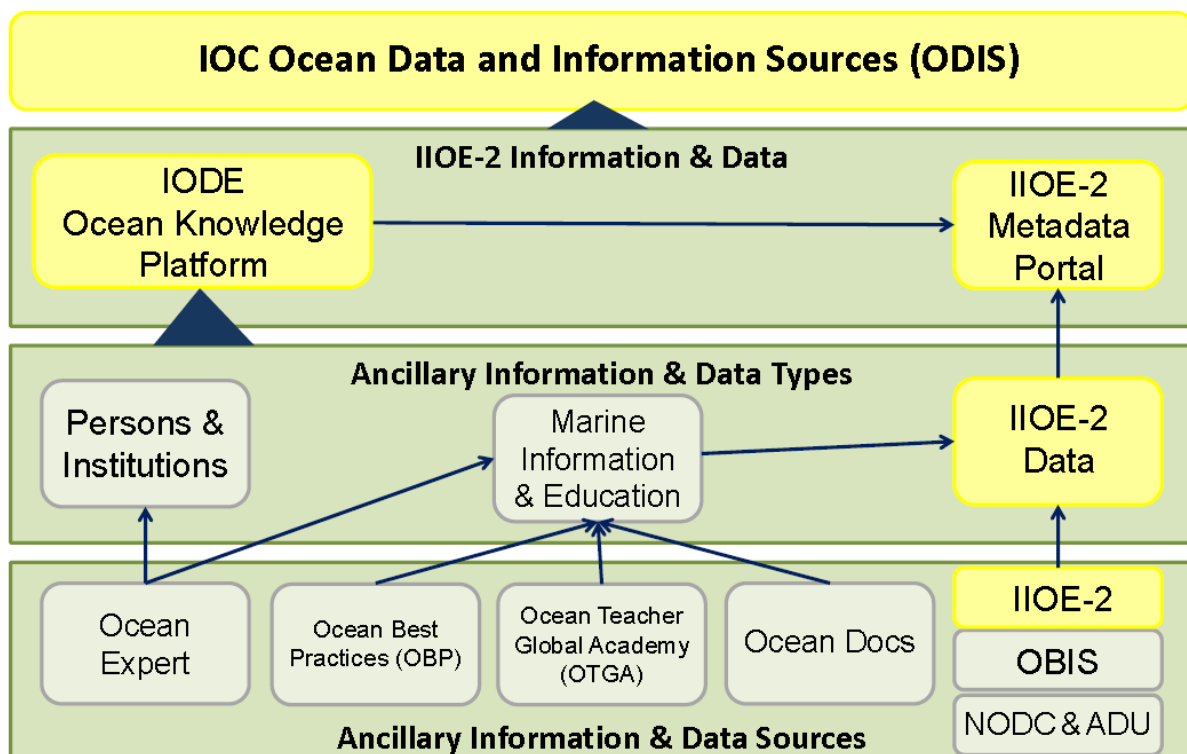 IOC Ocean Data and Information Sources (ODIS)
IIOE-2 Information & Data
IODE
Ocean Knowledge
Platform
IIOE-2
Metadata
Portal
Ancillary Information & Data Types
Persons &
Institutions
Marine
Information
& Education
IIOE-2
Data
Ocean
Expert
Ocean Best
Practices (OBP)
Ocean Teacher
Global Academy
(OTGA)
Ocean Docs
IIOE-2
OBIS
NODC & ADU
Ancillary Information & Data Sources